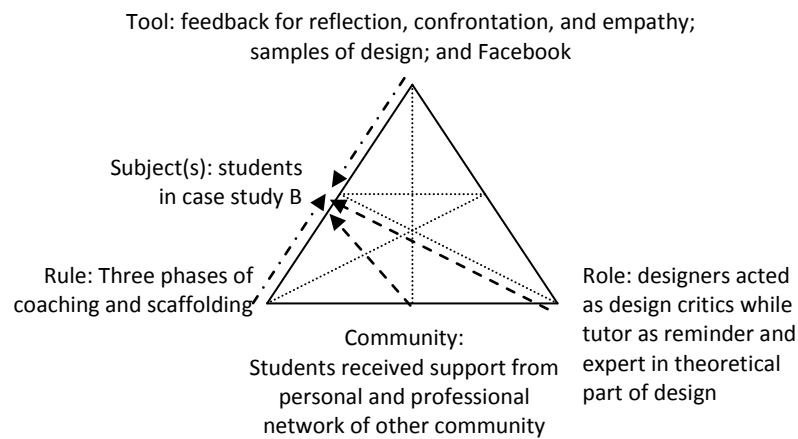 Tool: feedback for reflection, confrontation, and empathy;
samples of design; and Facebook
Subject(s): students
in case study B
Rule: Three phases of
coaching and scaffolding
Community:
Students received support from
personal and professional
network of other community
Role: designers acted
as design critics while
tutor as reminder and
expert in theoretical
part of design